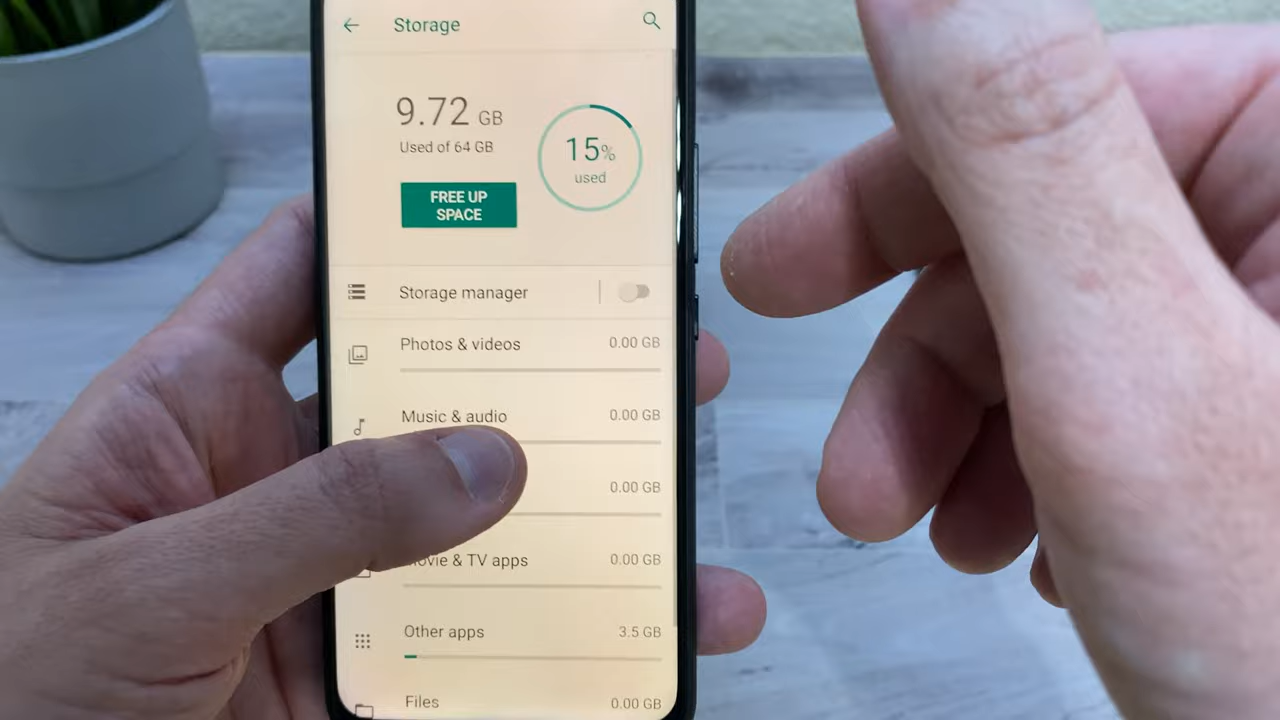 Storage
9.72 GB
Used of 64 GB
15%
used
FREE UP
SPACE
Storage manager
Photos & videos 0.00 GB
Music & audio 0.00 GB
0.00 GB
& TV apps 0.00 GB
Other apps 3.5 GB
Files 0.00 GB